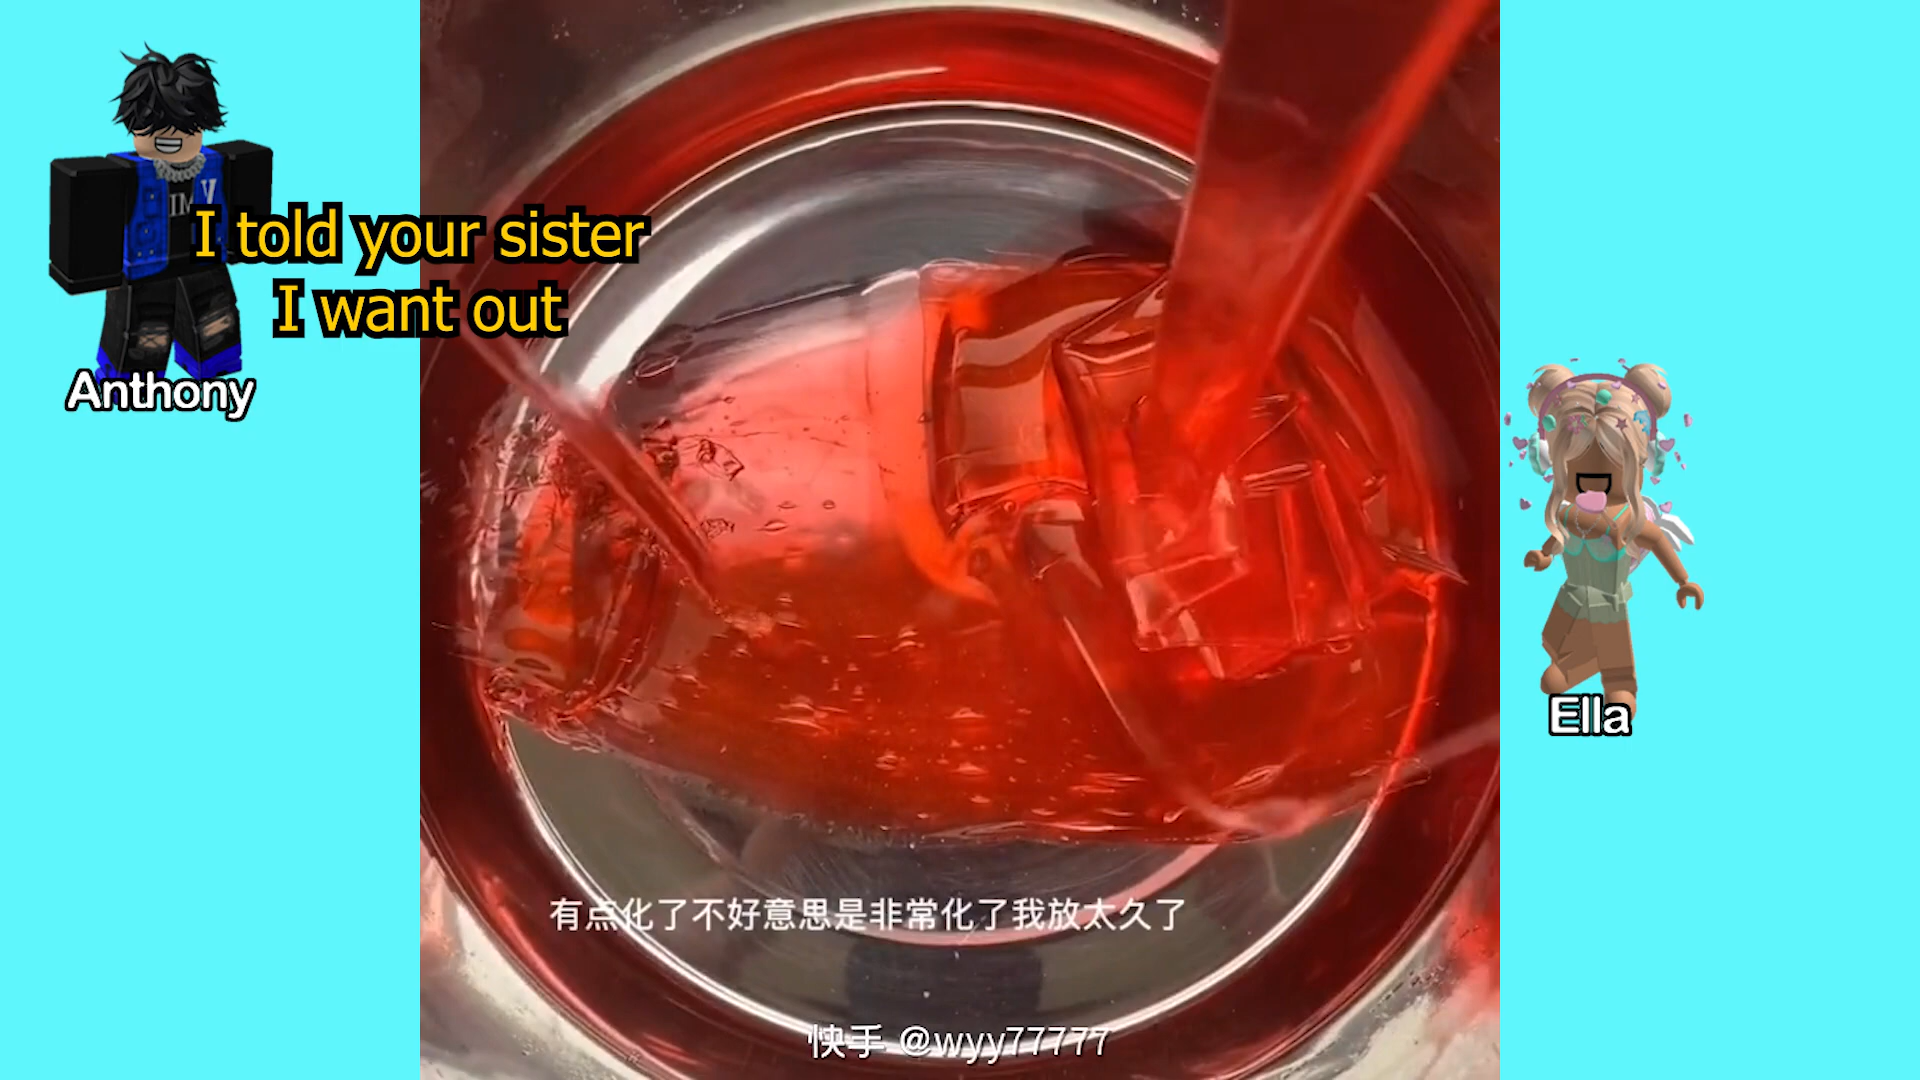 I told your sister
I want out
Anthony
Ella
有点化了不好意思是非常化了我放太久了
快手 @wyy77777